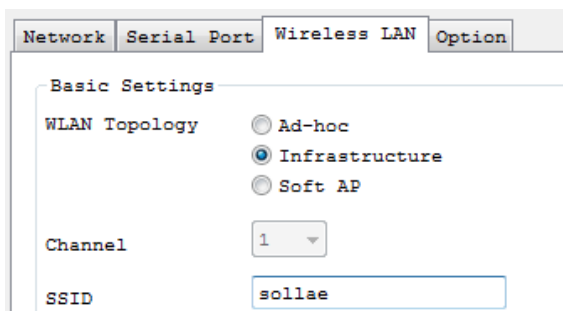 Network Serial Port Wireless LAN Option
Basic Settings
WLAN Topology Ad-hoc
Infrastructure
Soft AP
Channel 1
SSID sollae